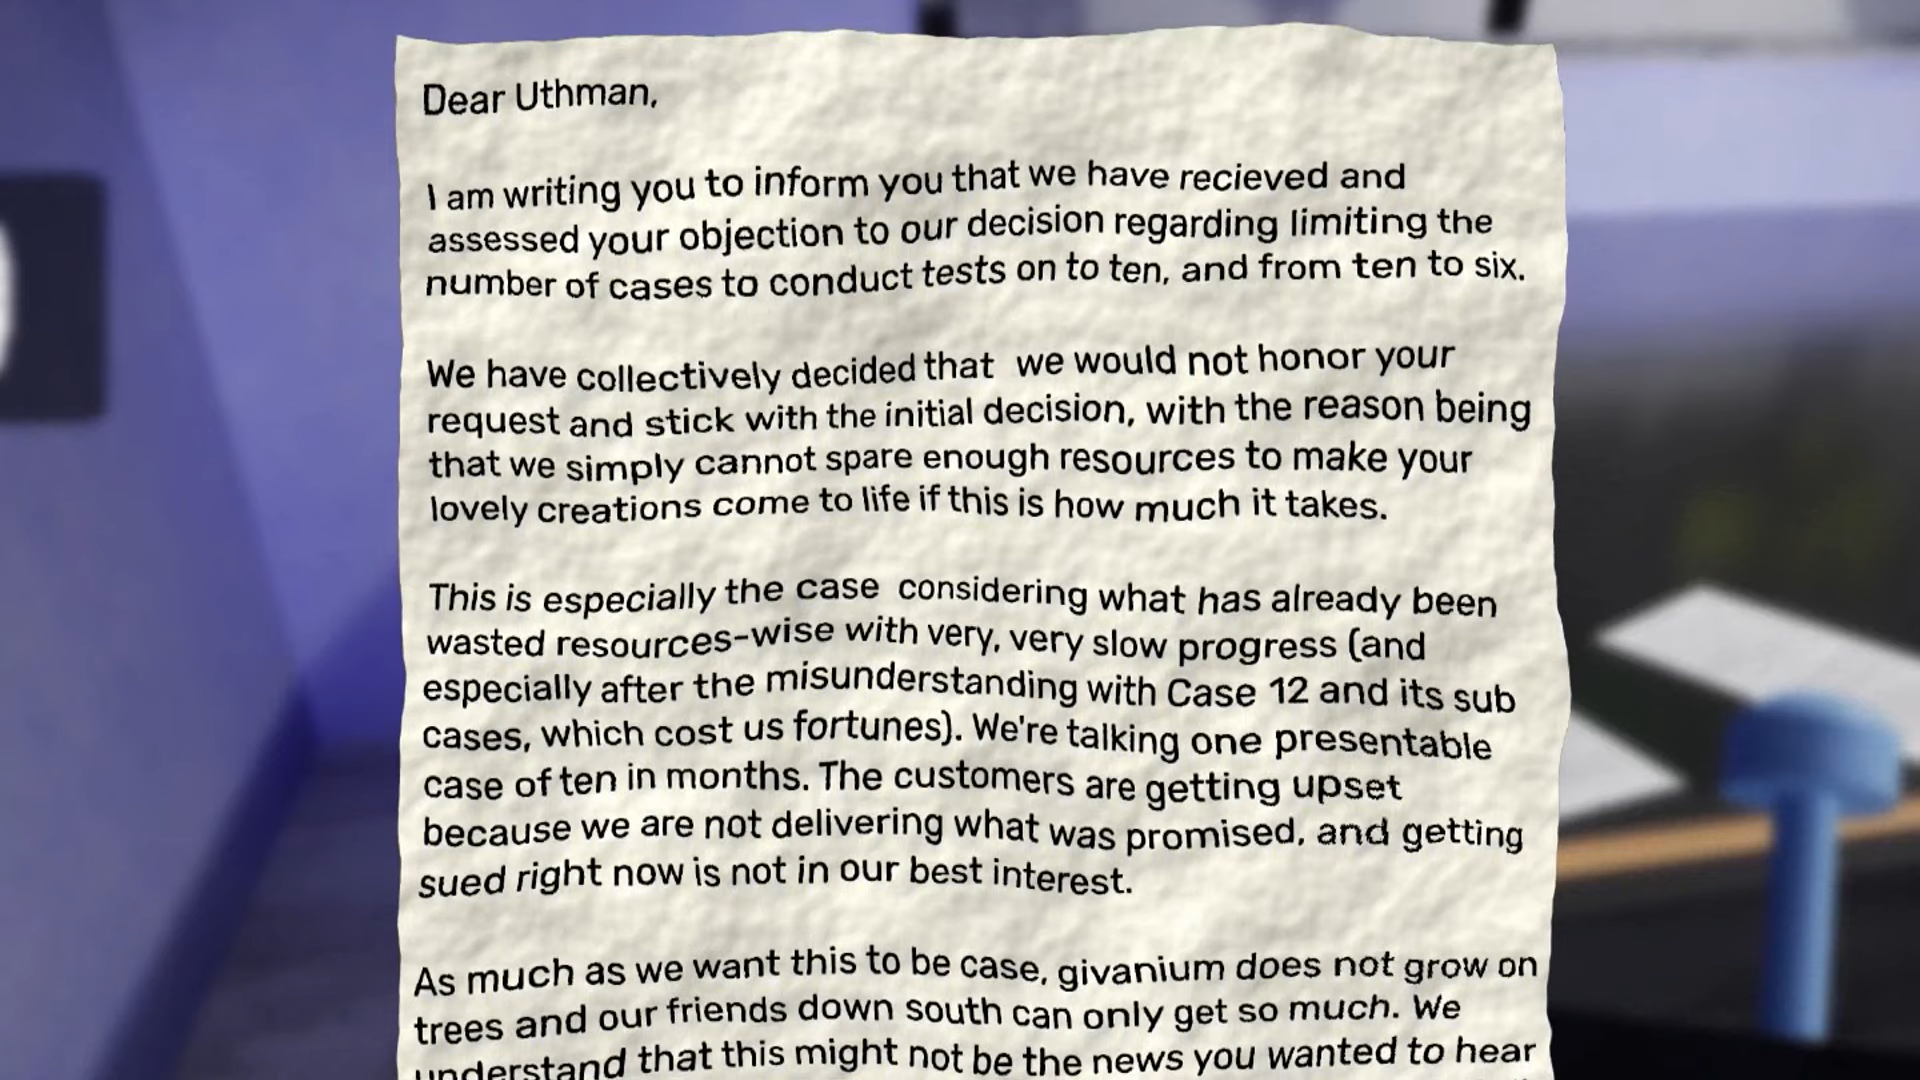 Dear Uthman,
I am writing you to inform you that we have recieved and
assessed your objection to our decision regarding limiting the
number of cases to conduct tests on to ten, and from ten to six.
We have collectively decided that we would not honor your
request and stick with the initial decision, with the reason being
that we simply cannot spare enough resources to make your
lovely creations come to life if this is how much it takes.
This is especially the case considering what has already been
wasted resources-wise with very, very slow progress (and
especially after the misunderstanding with Case 12 and its sub
cases, which cost us fortunes). We're talking one presentable
case of ten in months. The customers are getting upset
because we are not delivering what was promised, and getting
sued right now is not in our best interest.
As much as we want this to be case, givanium does not grow on
trees and our friends down south can only get so much. We
understand that this might not be the news you wanted to hear